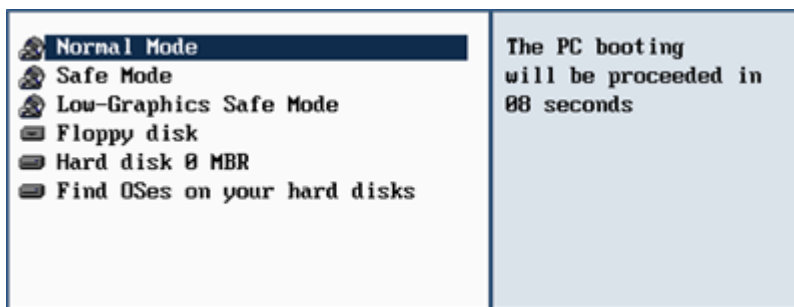 Normal Mode
Safe Mode
Low-Graphics Safe Mode
Floppy disk
Hard disk 0 MBR
Find OSes on your hard disks
The PC booting
will be proceeded in
08 seconds